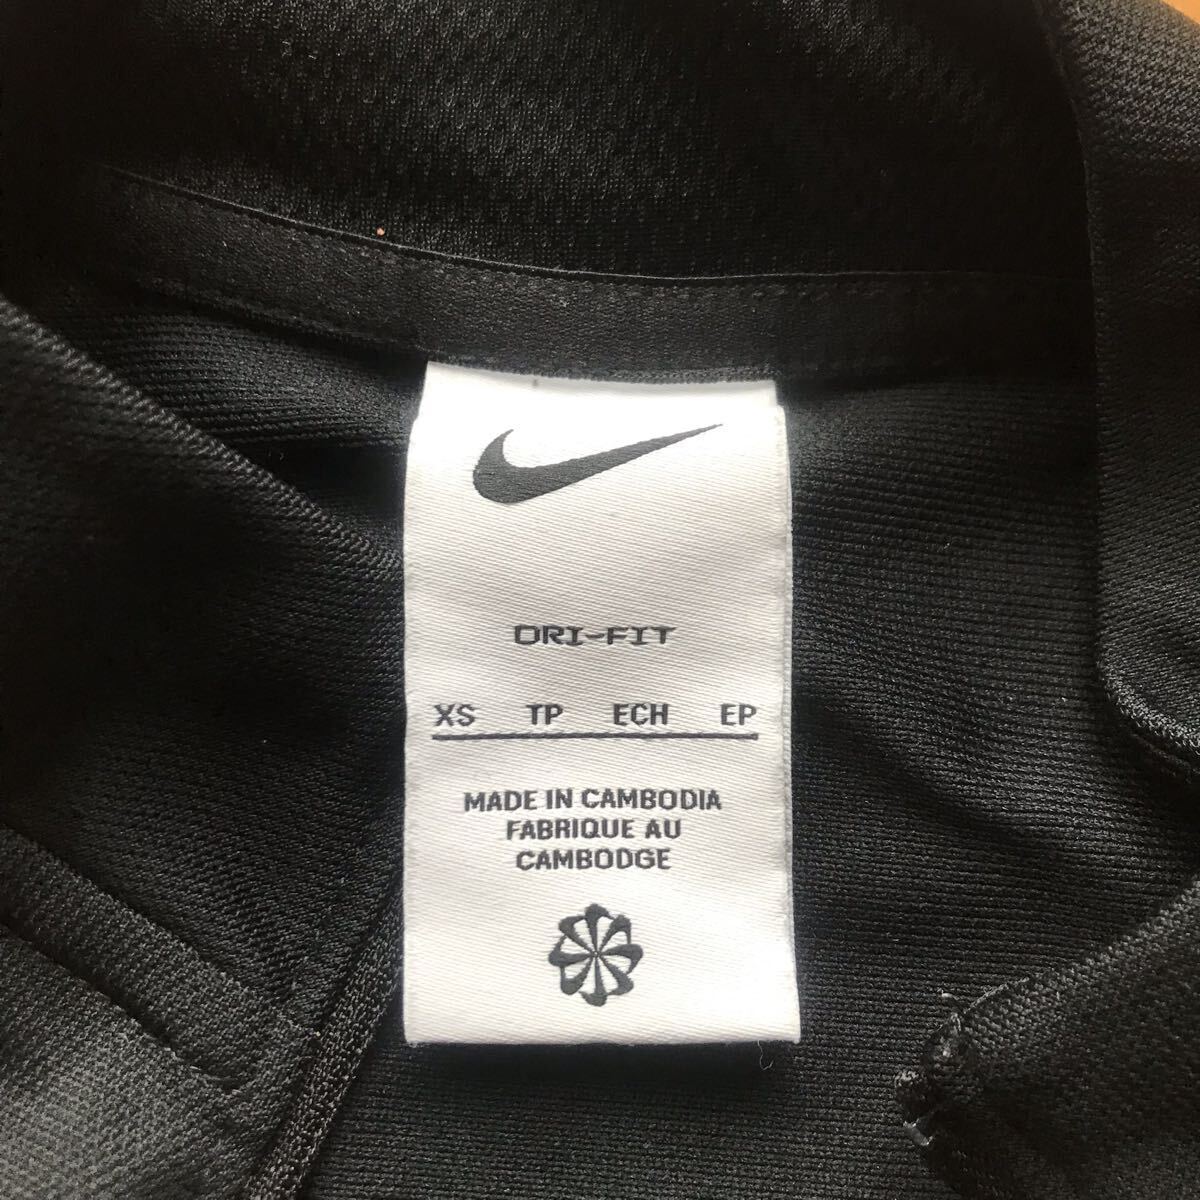 DRI-FIT
XS TP ECH EP
MADE IN CAMBODIA
FABRIQUE AU
CAMBODGE